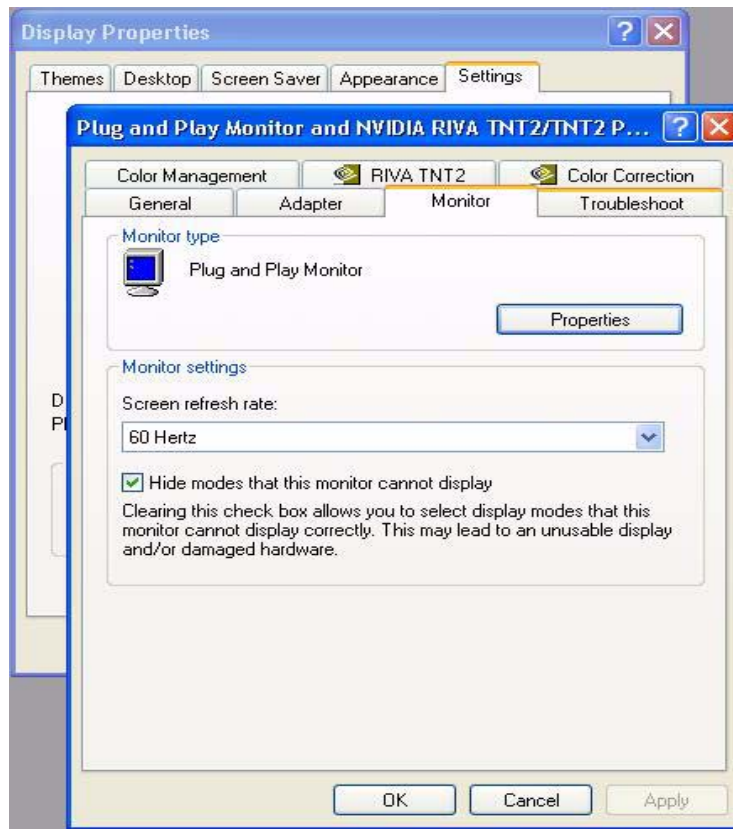 Display Properties
Themes Desktop Screen Saver Appearance Settings
Plug and Play Monitor and NVIDIA RIVA TNT2/TNT2 P...
Color Management RIVA TNT2 Color Correction
General Adapter Monitor Troubleshoot
Monitor type
Plug and Play Monitor
Properties
Monitor settings
D
Screen refresh rate:
Pl
60 Hertz
Hide modes that this monitor cannot display
Clearing this check box allows you to select display modes that this
monitor cannot display correctly. This may lead to an unusable display
and/or damaged hardware.
OK Cancel Apply